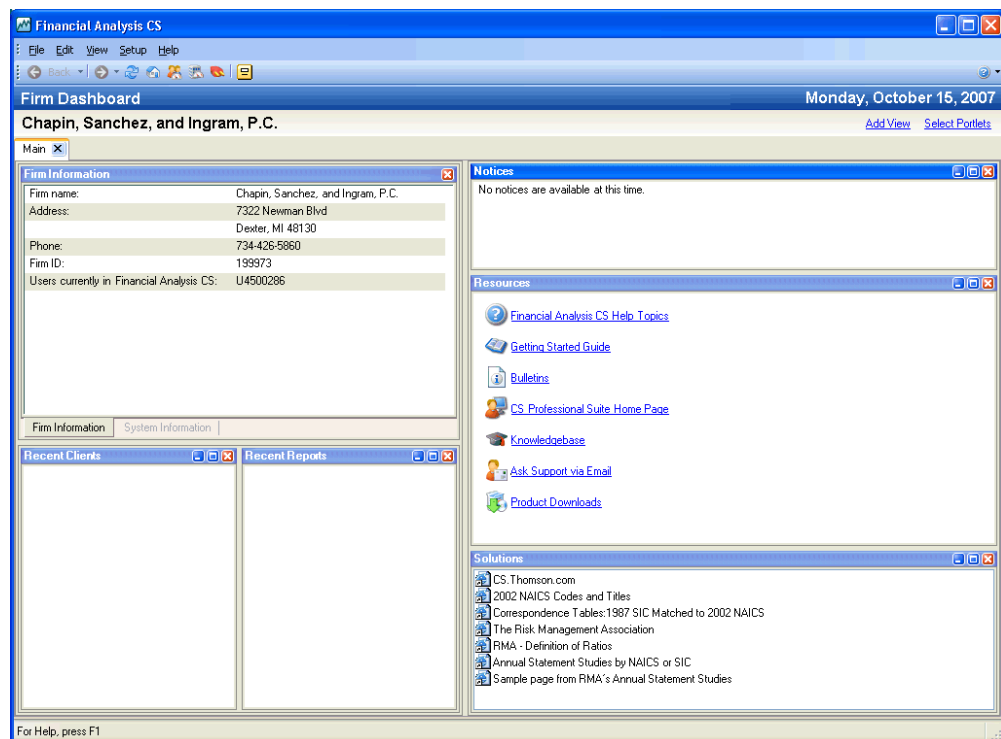 Financial Analysis CS
File Edit View Setup Help
Back
Firm Dashboard Monday, October 15, 2007
Chapin, Sanchez, and Ingram, P.C. Add View Select Portlets
Main
Firm Information
Firm name: Chapin, Sanchez, and Ingram, P.C.
Address: 7322 Newman Blvd
Dexter, MI 48130
Phone: 734-426-5860
Firm ID: 199973
Users currently in Financial Analysis CS: U4500286
Firm Information System Information
Notices
No notices are available at this time.
Resources
Financial Analysis CS Help Topics
Getting Started Guide
Bulletins
CS Professional Suite Home Page
Knowledgebase
Ask Support via Email
Product Downloads
Recent Clients
Recent Reports
Solutions
CS.Thomson.com
2002 NAICS Codes and Titles
Correspondence Tables:1987 SIC Matched to 2002 NAICS
The Risk Management Association
RMA - Definition of Ratios
Annual Statement Studies by NAICS or SIC
Sample page from RMA´s Annual Statement Studies
For Help, press F1